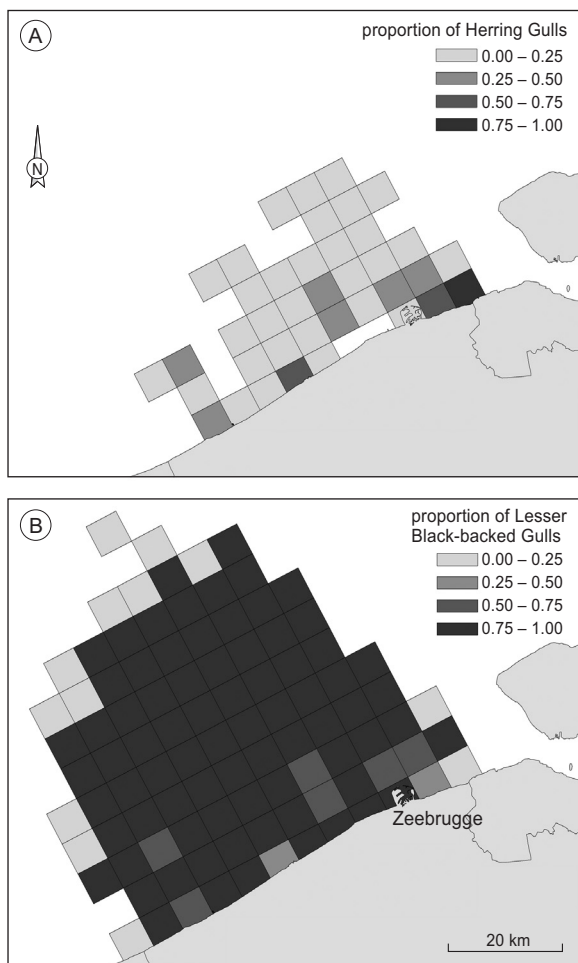 A
proportion of Herring Gulls
0.00 – 0.25
0.25 – 0.50
0.50 – 0.75
0.75 – 1.00
N
B
proportion of Lesser
Black-backed Gulls
0.00 – 0.25
0.25 – 0.50
0.50 – 0.75
0.75 – 1.00
Zeebrugge
20 km